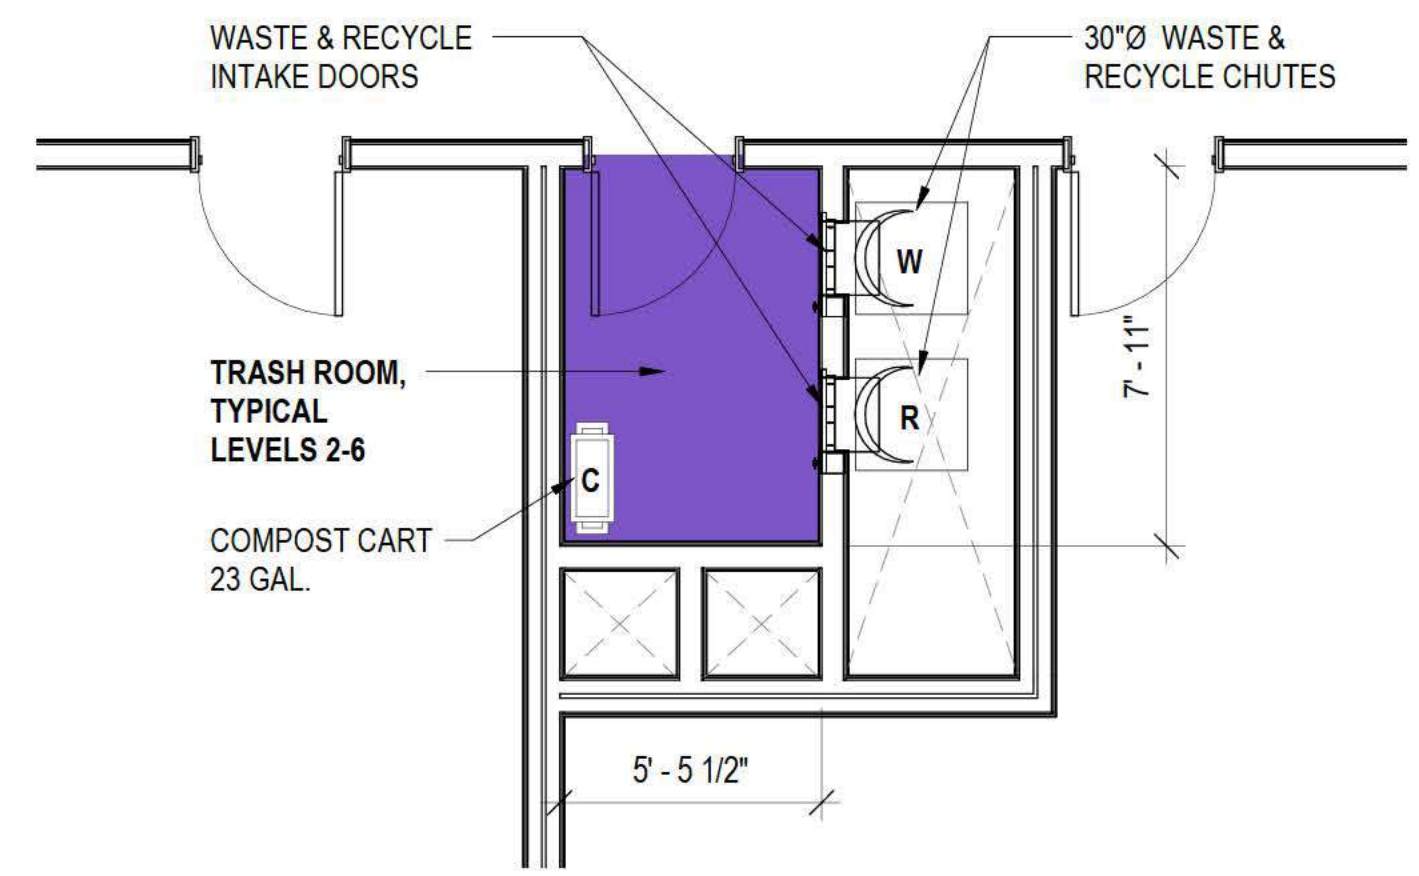 WASTE & RECYCLE
INTAKE DOORS
30"Ø WASTE &
RECYCLE CHUTES
W
7' - 11"
TRASH ROOM,
TYPICAL
LEVELS 2-6
R
C
COMPOST CART
23 GAL.
5' - 5 1/2"